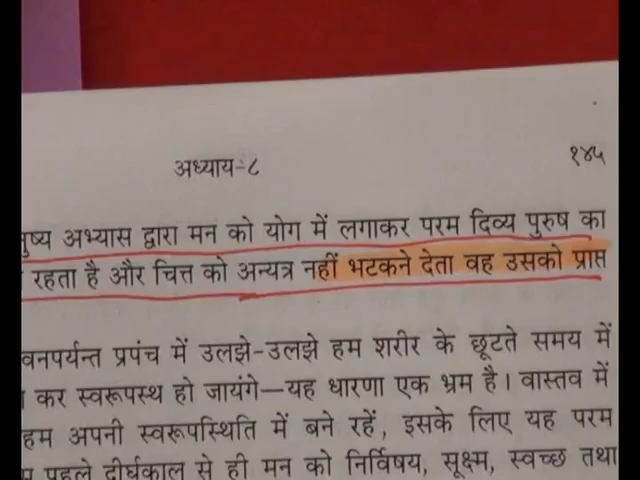 अध्याय-८
१४५
नुष्य अभ्यास द्वारा मन को योग में लगाकर परम दिव्य पुरुष का
रहता है और चित्त को अन्यत्र नहीं भटकने देता वह उसको प्राप्त
वनपर्यन्त प्रपंच में उलझे-उलझे हम शरीर के छूटते समय में
कर स्वरूपस्थ हो जायंगे—यह धारणा एक भ्रम है। वास्तव में
हम अपनी स्वरूपस्थिति में बने रहें, इसके लिए यह परम
पहले दीर्घकाल से ही मन को निर्विषय, सूक्ष्म, स्वच्छ तथा